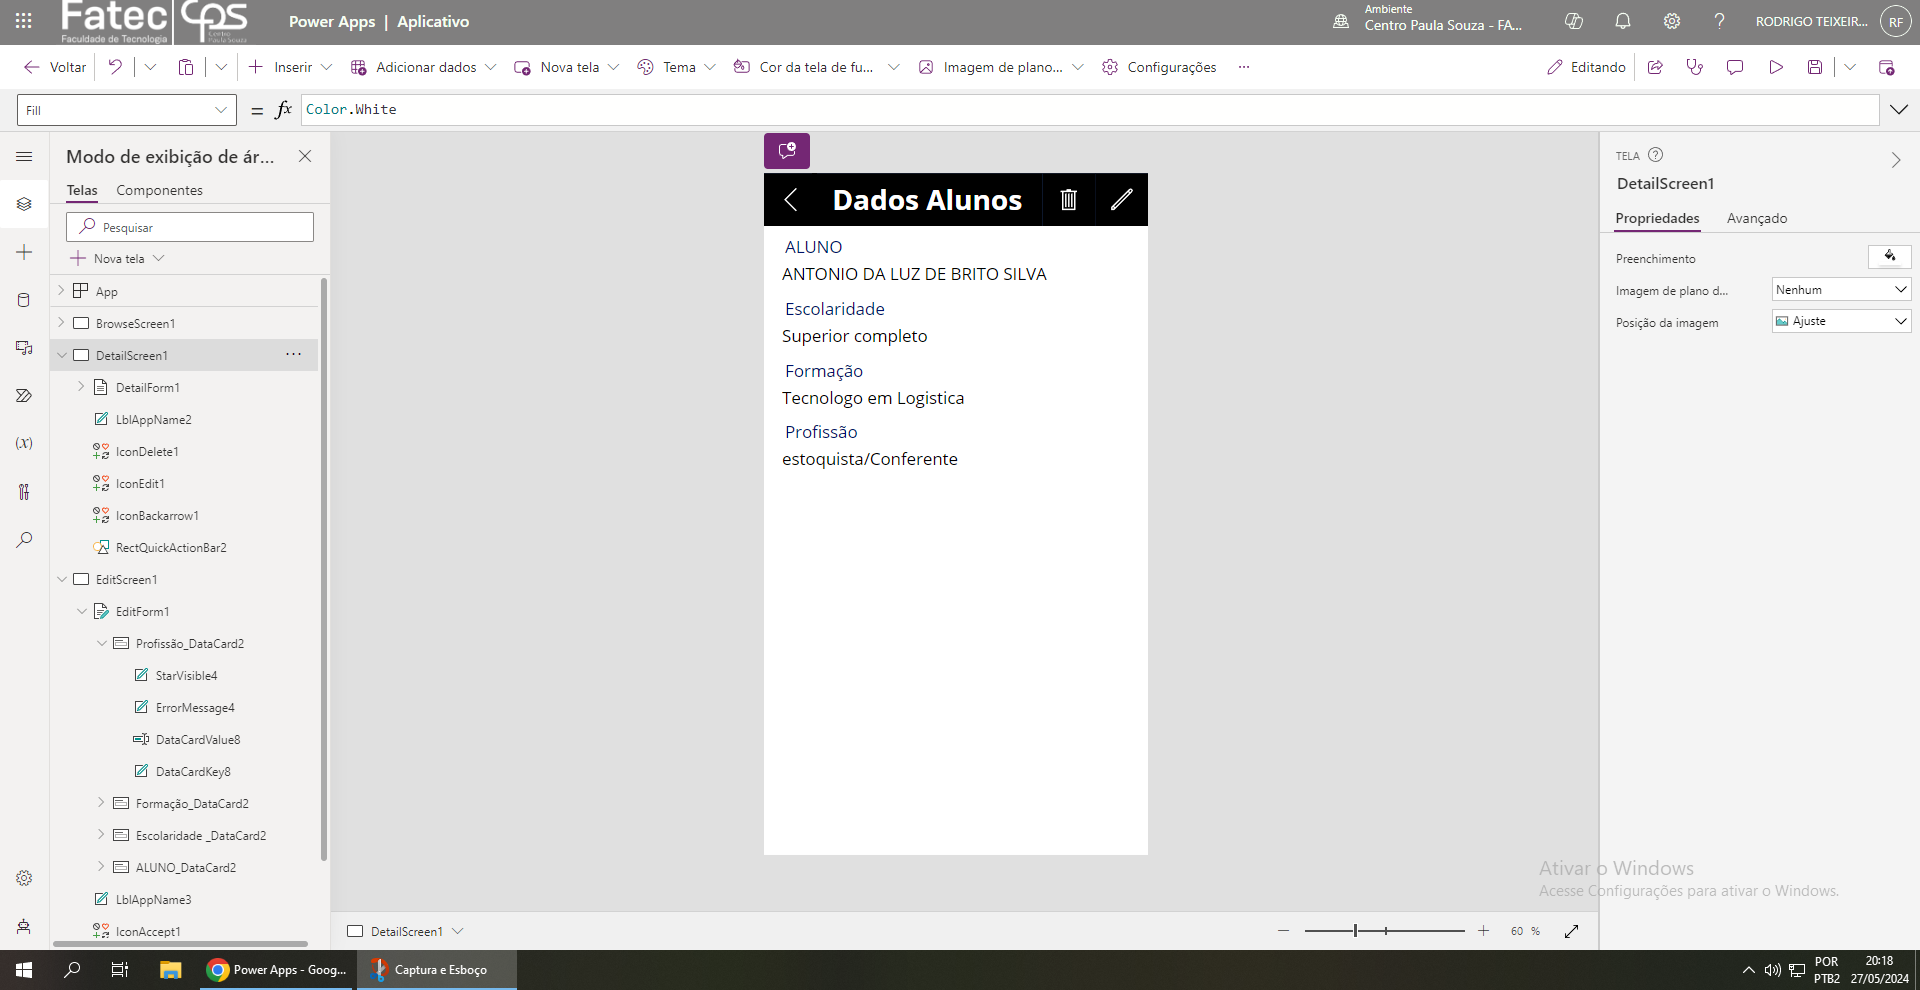 Fatec
Faculdade de Tecnologia
CPS
Centro
Paula Souza
Power Apps | Aplicativo
Ambiente
Centro Paula Souza - FA...
RODRIGO TEIXEIR...
RF
Voltar
Inserir
Adicionar dados
Nova tela
Tema
Cor da tela de fu...
Imagem de plano...
Configurações
...
Editando
Fill
= fx
Color.White
Modo de exibição de ár...
Telas
Componentes
Pesquisar
Nova tela
App
BrowseScreen1
DetailScreen1
...
DetailForm1
LblAppName2
IconDelete1
IconEdit1
IconBackarrow1
RectQuickActionBar2
EditScreen1
EditForm1
Profissão_DataCard2
StarVisible4
ErrorMessage4
DataCardValue8
DataCardKey8
Formação_DataCard2
Escolaridade _DataCard2
ALUNO_DataCard2
LblAppName3
IconAccept1
Dados Alunos
ALUNO
ANTONIO DA LUZ DE BRITO SILVA
Escolaridade
Superior completo
Formação
Tecnologo em Logistica
Profissão
estoquista/Conferente
TELA
DetailScreen1
Propriedades
Avançado
Preenchimento
Imagem de plano d...
Nenhum
Posição da imagem
Ajuste
Ativar o Windows
Acesse Configurações para ativar o Windows.
DetailScreen1
60 %
Power Apps - Goog...
Captura e Esboço
POR
PTB2
20:18
27/05/2024